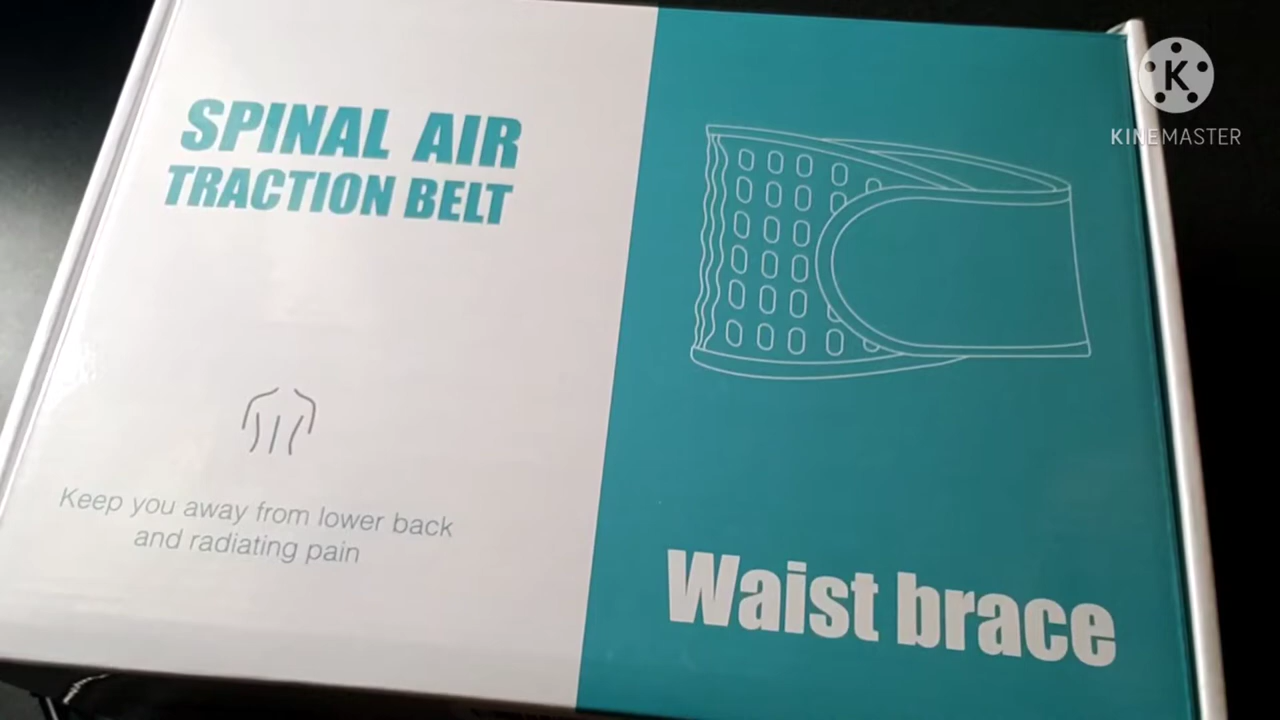 SPINAL AIR
TRACTION BELT
Keep you away from lower back
and radiating pain
Waist brace
K
KINEMASTER